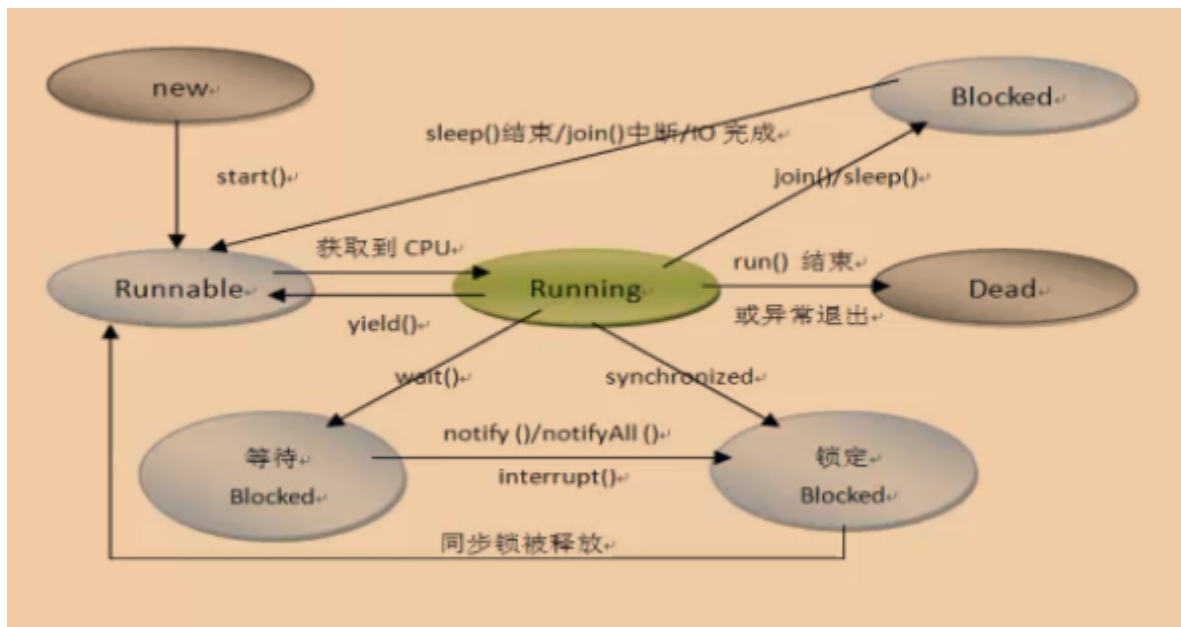 new
Blocked
sleep()结束/join()中断/IO 完成
start()
join()/sleep()
获取到 CPU
run() 结束
Runnable
Running
Dead
yield()
或异常退出
wait()
synchronized
notify ()/notifyAll ()
等待
锁定
interrupt()
Blocked
Blocked
同步锁被释放